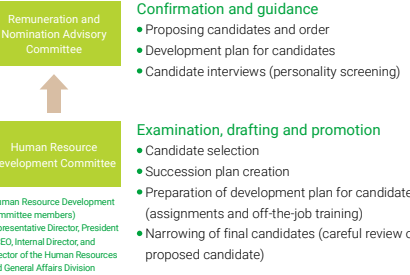 Remuneration and
Nomination Advisory
Committee
Confirmation and guidance
• Proposing candidates and order
• Development plan for candidates
• Candidate interviews (personality screening)
Human Resource
evelopment Committee
uman Resource Development
mmittee members)
presentative Director, President
EO, Internal Director, and
ector of the Human Resources
d General Affairs Division
Examination, drafting and promotion
• Candidate selection
• Succession plan creation
• Preparation of development plan for candidate
(assignments and off-the-job training)
• Narrowing of final candidates (careful review o
proposed candidate)